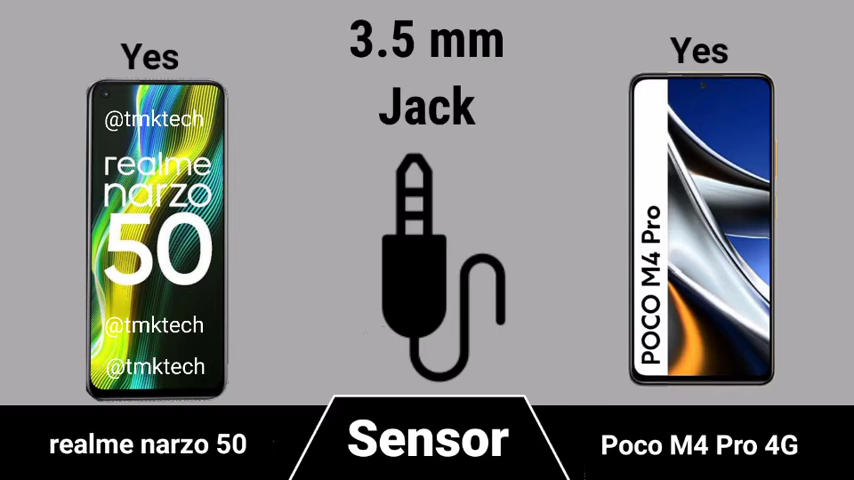 Yes
3.5 mm
Jack
Yes
@tmktech
realme
narzo
50
@tmktech
@tmktech
POCO M4 Pro
realme narzo 50
Sensor
Poco M4 Pro 4G